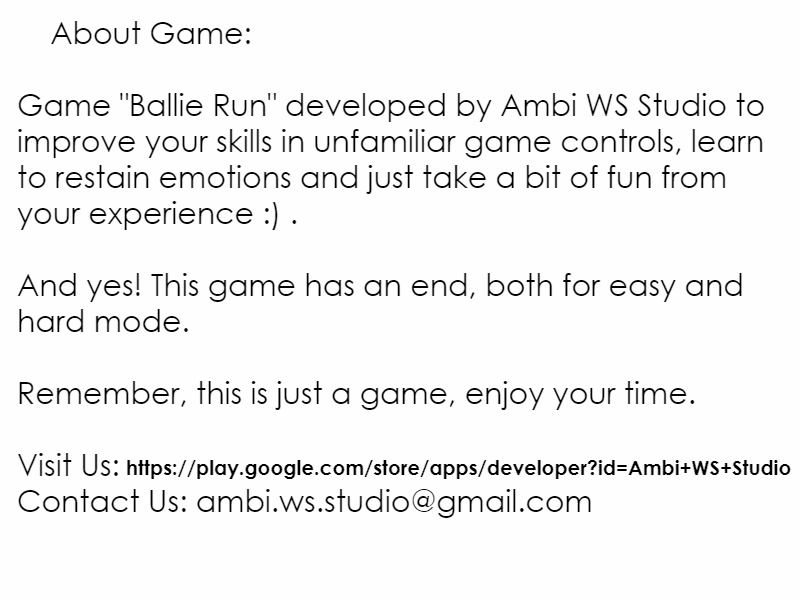 About Game:
Game "Ballie Run" developed by Ambi WS Studio to
improve your skills in unfamiliar game controls, learn
to restain emotions and just take a bit of fun from
your experience :) .
And yes! This game has an end, both for easy and
hard mode.
Remember, this is just a game, enjoy your time.
Visit Us: https://play.google.com/store/apps/developer?id=Ambi+WS+Studio
Contact Us: ambi.ws.studio@gmail.com